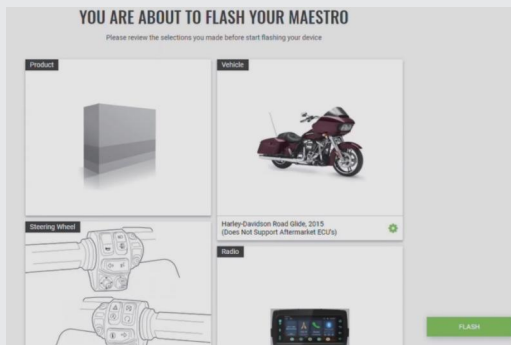 YOU ARE ABOUT TO FLASH YOUR MAESTRO
Please review the selections you made before start flashing your device
Product
Vehicle
Harley-Davidson Road Glide, 2015
(Does Not Support Aftermarket ECU's)
Steering Wheel
Radio
FLASH